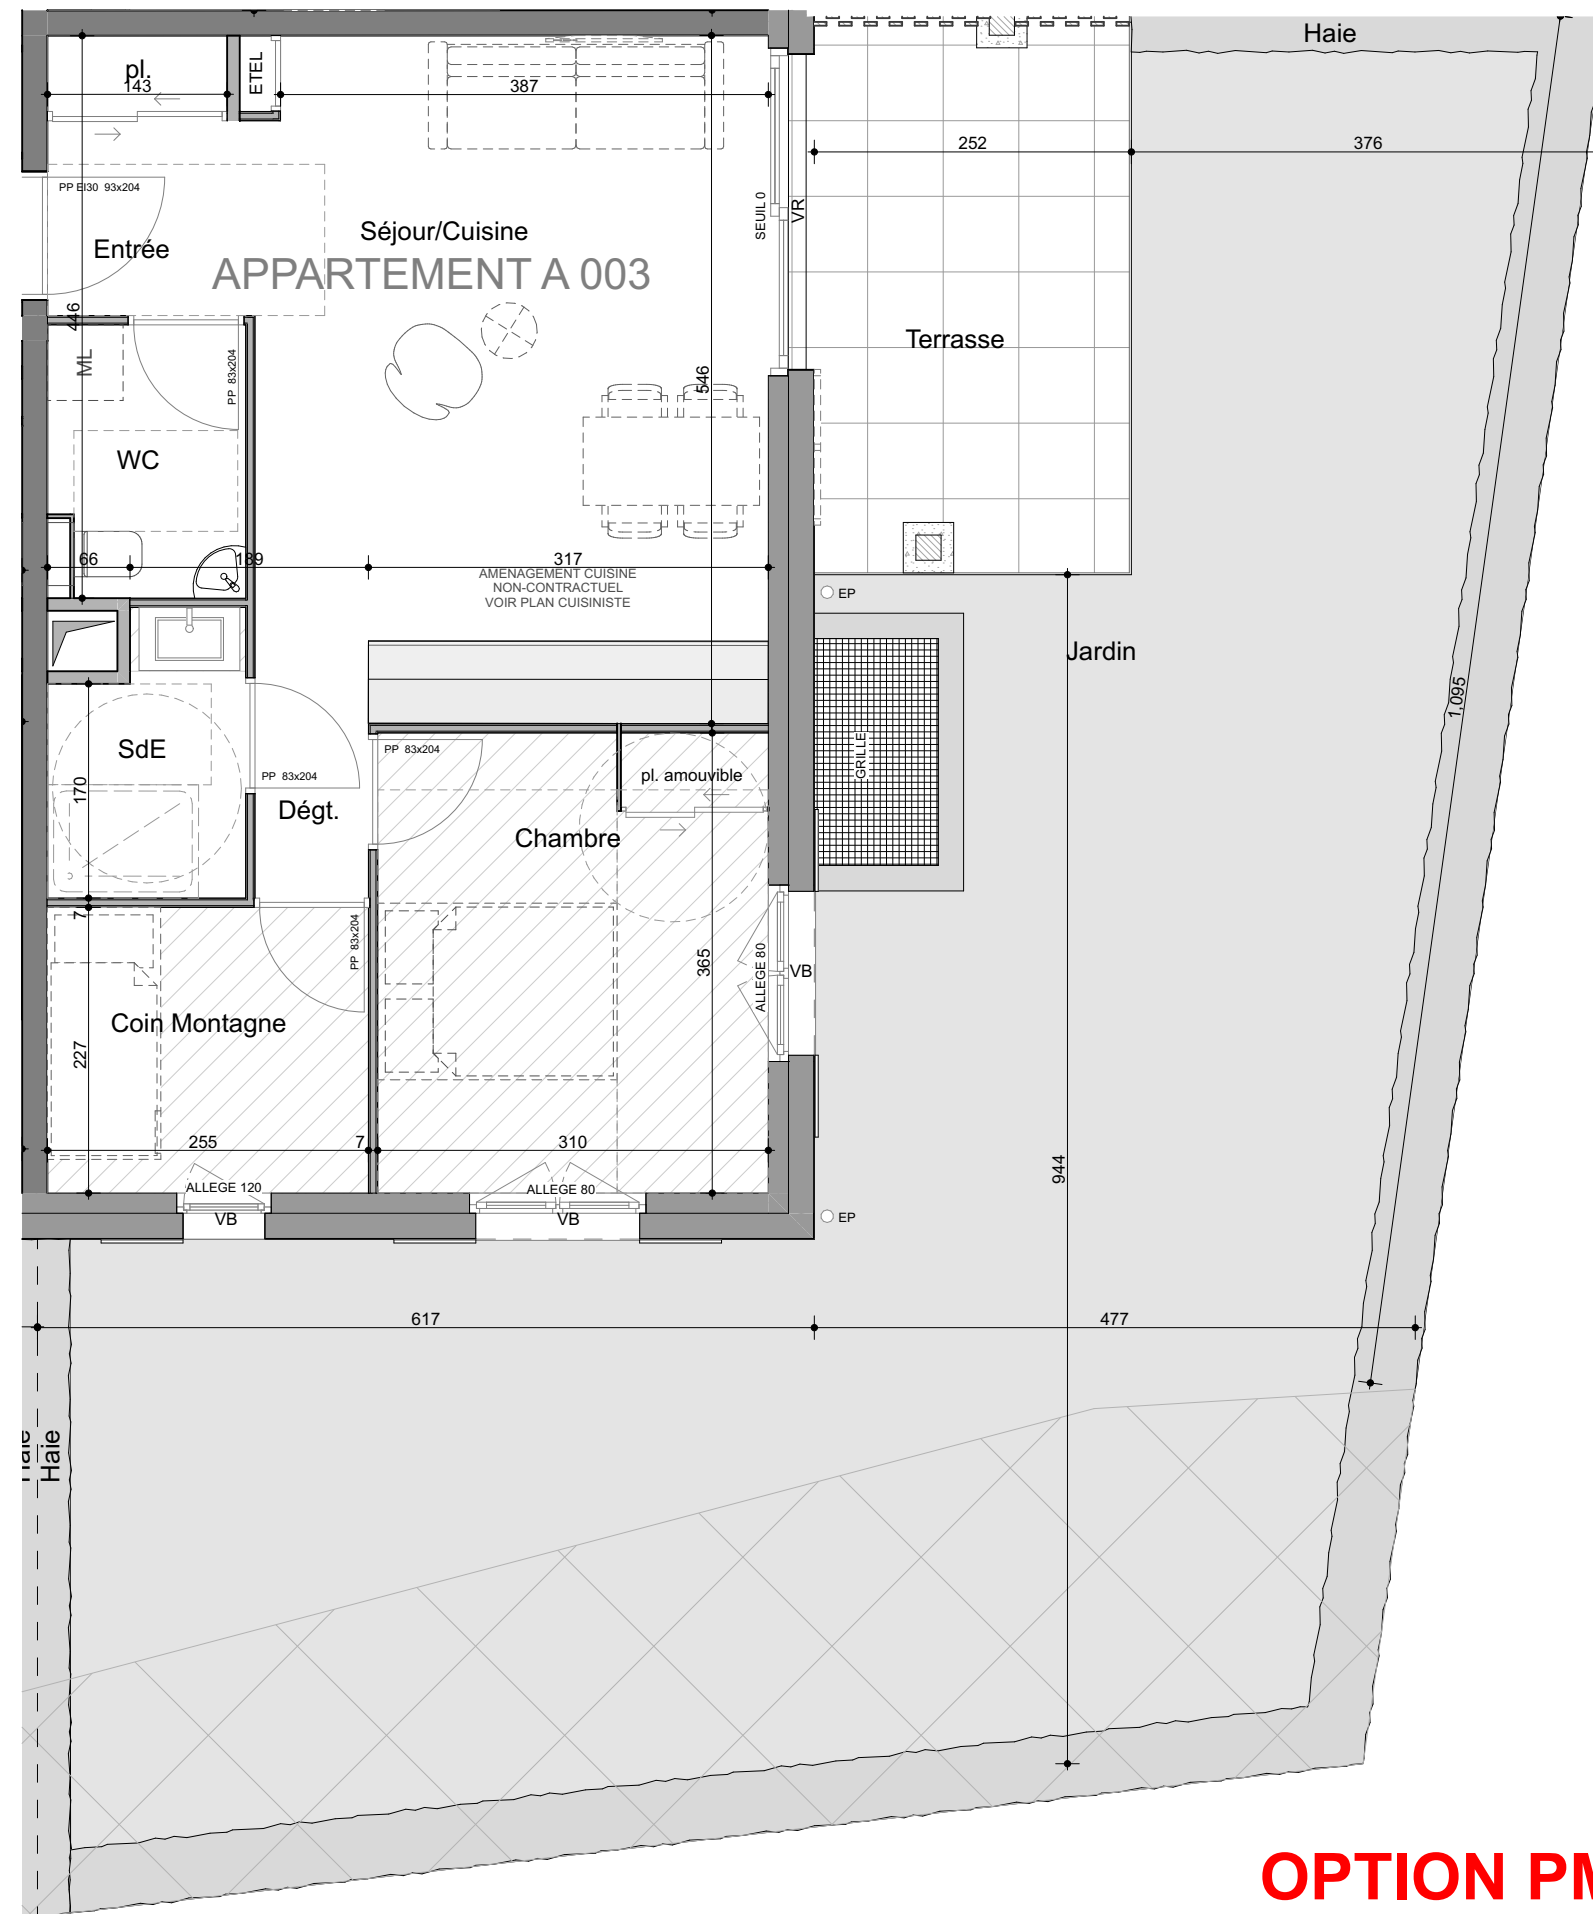 Haie
pl.
143
ETEL
387
252
376
PP EI30 93x204
Entrée
Séjour/Cuisine
APPARTEMENT A 003
SEUIL 0
VR
446
ML
PP 83x204
Terrasse
546
WC
66
189
317
AMENAGEMENT CUISINE
NON-CONTRACTUEL
VOIR PLAN CUISINISTE
EP
Jardin
1,095
SdE
170
PP 83x204
Dégt.
PP 83x204
pl. amouvible
Chambre
GRILLE
7
PP 83x204
365
ALLEGE 80
VB
Coin Montagne
227
255
7
310
944
ALLEGE 120
VB
ALLEGE 80
VB
EP
617
477
Haie
Haie
OPTION PM